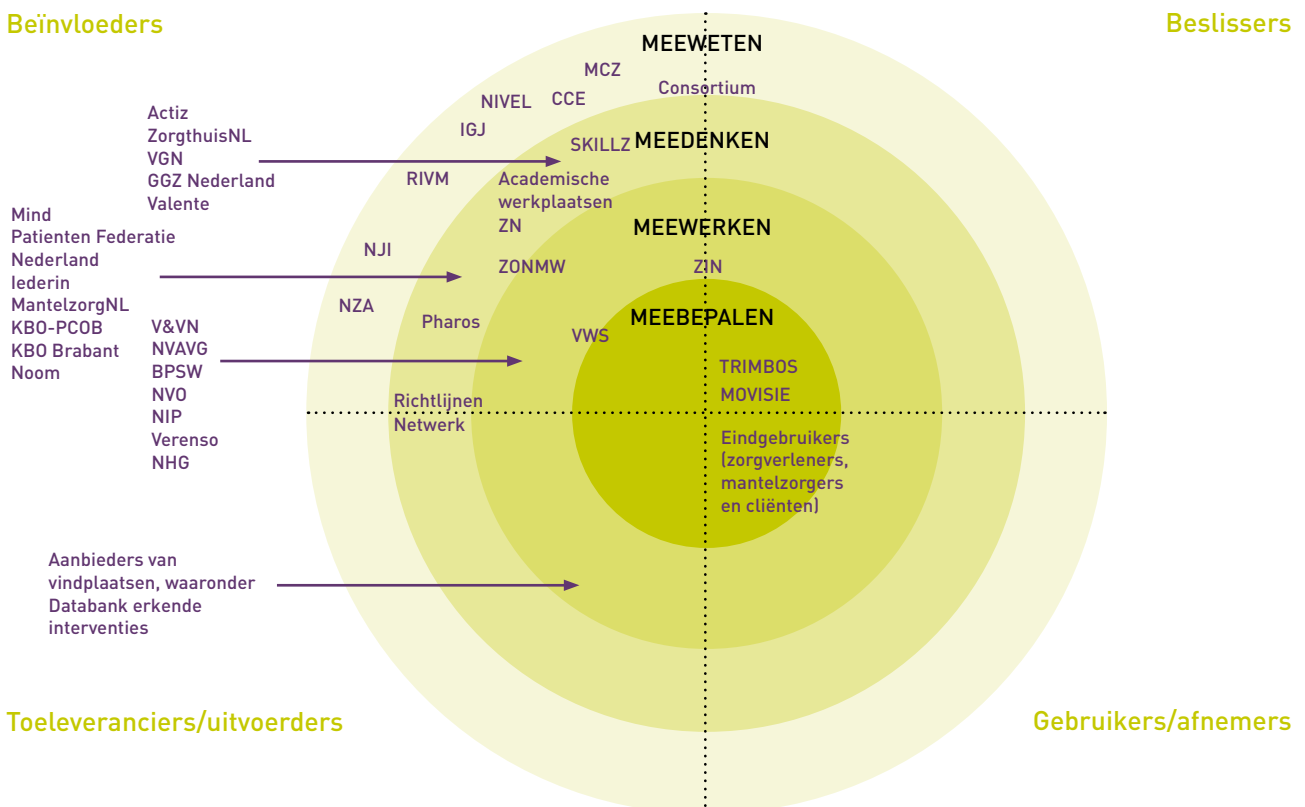 Beïnvloeders
Beslissers
MEEWETEN
MCZ
Consortium
CCE
NIVEL
IGJ
Actiz
ZorgthuisNL
VGN
GGZ Nederland
Valente
SKILLZ
MEEDENKEN
RIVM
Academische
werkplaatsen
ZN
Mind
Patienten Federatie
Nederland
Iederin
MantelzorgNL
KBO-PCOB
KBO Brabant
Noom
MEEWERKEN
NJI
ZONMW
ZIN
NZA
Pharos
MEEBEPALEN
VWS
V&VN
NVAVG
BPSW
NVO
NIP
Verenso
NHG
TRIMBOS
MOVISIE
Richtlijnen
Netwerk
Eindgebruikers
(zorgverleners,
mantelzorgers
en cliënten)
Aanbieders van
vindplaatsen, waaronder
Databank erkende
interventies
Toeleveranciers/uitvoerders
Gebruikers/afnemers